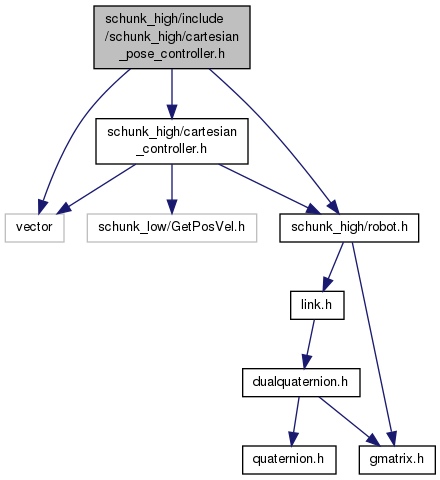 schunk_high/include
/schunk_high/cartesian
_pose_controller.h
schunk_high/cartesian
_controller.h
vector
schunk_low/GetPosVel.h
schunk_high/robot.h
link.h
dualquaternion.h
quaternion.h
gmatrix.h